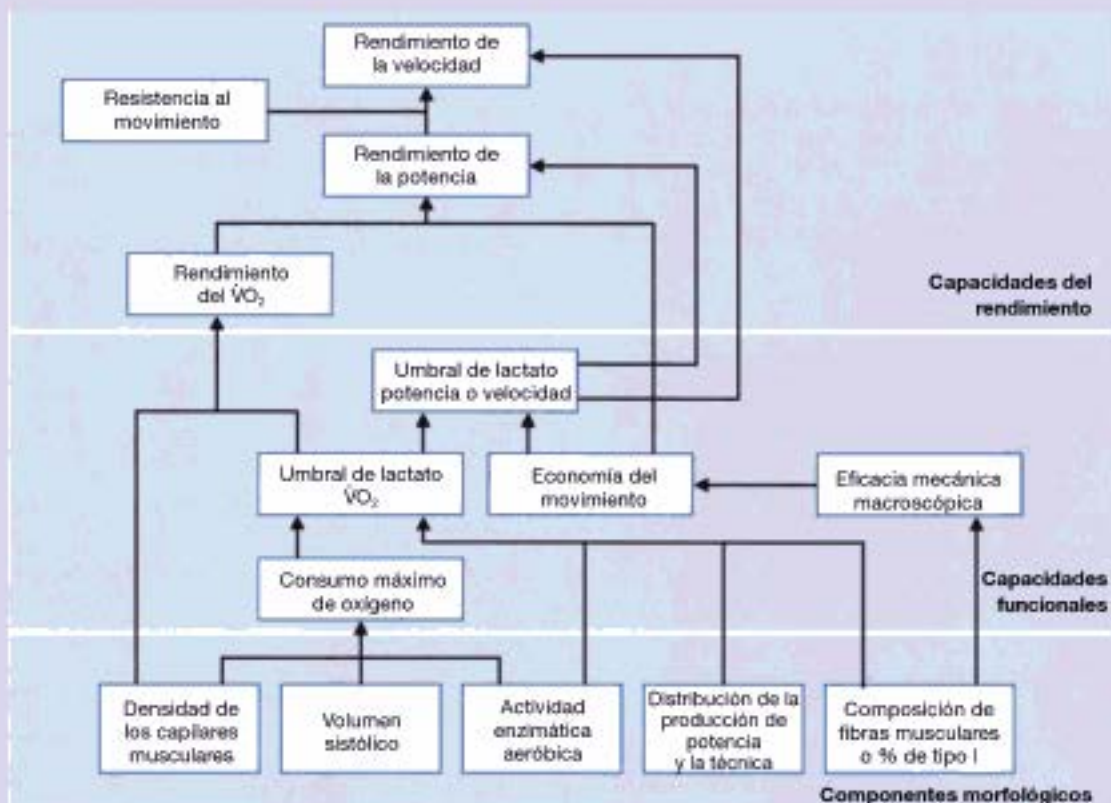 Rendimiento de
la velocidad
Resistencia al
movimiento
Rendimiento de
la potencia
Rendimiento
del V̇O₂
Capacidades del
rendimiento
Umbral de lactato
potencia o velocidad
Umbral de lactato
V̇O₂
Economía del
movimiento
Eficacia mecánica
macroscópica
Consumo máximo
de oxígeno
Capacidades
funcionales
Densidad de
los capilares
musculares
Volumen
sistólico
Actividad
enzimática
aeróbica
Distribución de la
producción de
potencia
y la técnica
Composición de
fibras musculares
o % de tipo I
Componentes morfológicos